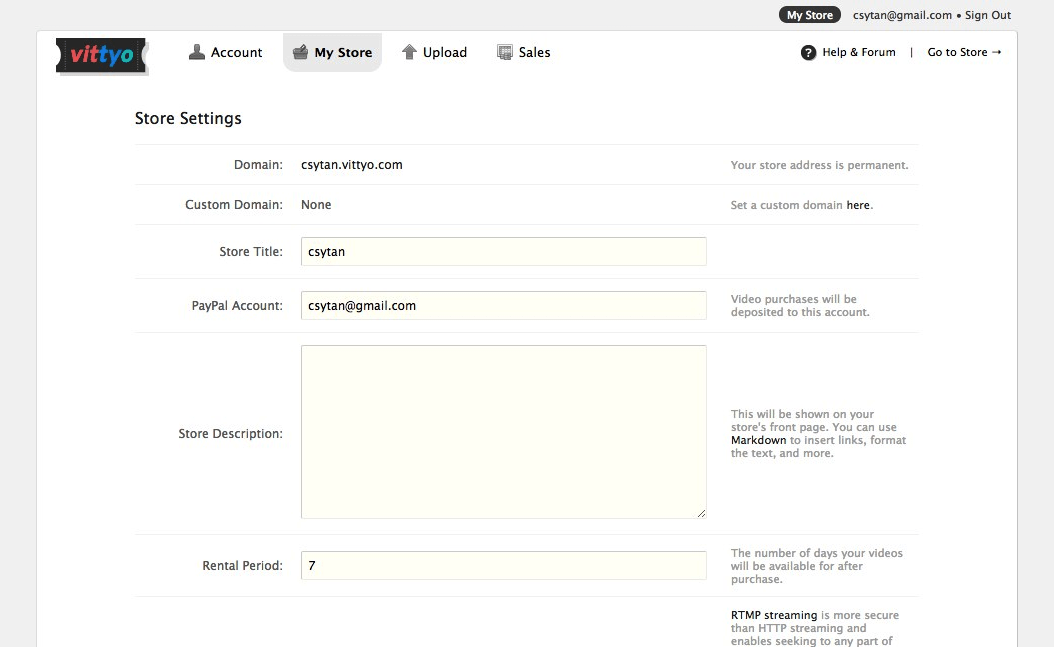 My Store csytan@gmail.com • Sign Out
vittyo Account My Store Upload Sales ? Help & Forum | Go to Store →
Store Settings
Domain: csytan.vittyo.com Your store address is permanent.
Custom Domain: None Set a custom domain here.
Store Title: csytan
PayPal Account: csytan@gmail.com
Video purchases will be
deposited to this account.
Store Description:
This will be shown on your
store's front page. You can use
Markdown to insert links, format
the text, and more.
Rental Period: 7
The number of days your videos
will be available for after
purchase.
RTMP streaming is more secure
than HTTP streaming and
enables seeking to any part of